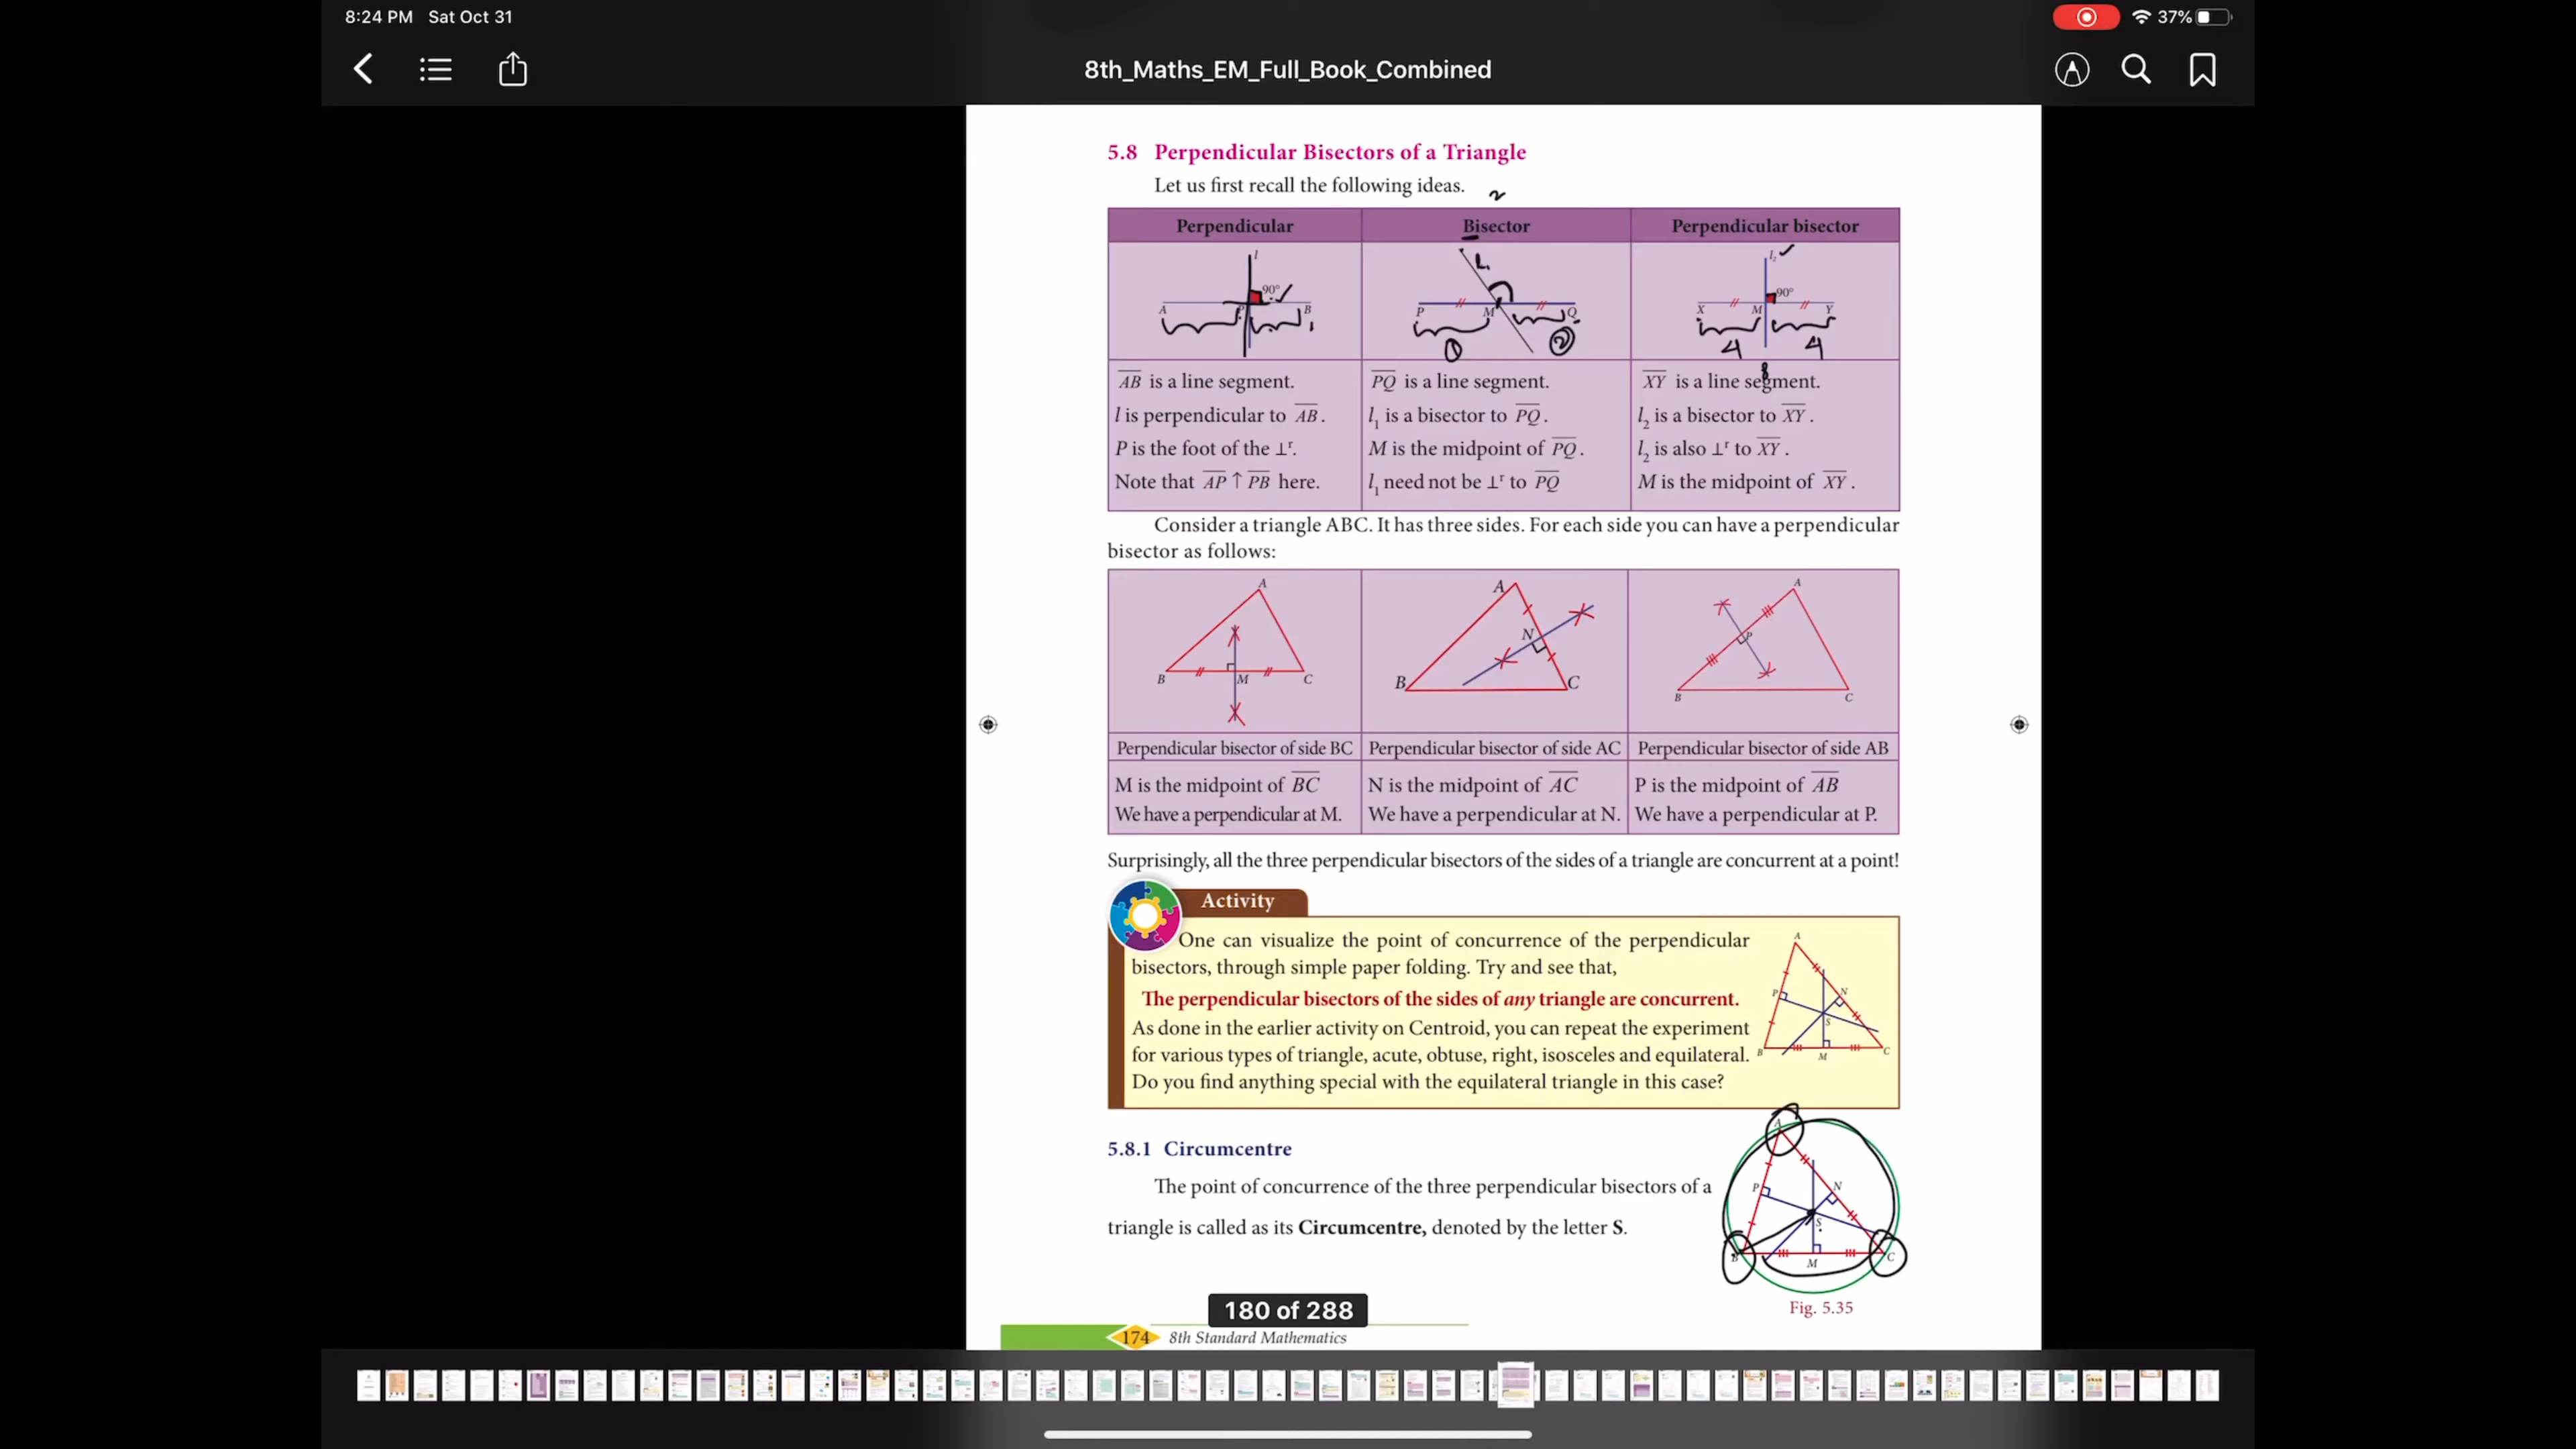 8:24 PM Sat Oct 31
37%
8th_Maths_EM_Full_Book_Combined
5.8 Perpendicular Bisectors of a Triangle
Let us first recall the following ideas.
2
Perpendicular Bisector Perpendicular bisector
l
90°
A P B
L₁
P M Q
1 2
l₂
90°
X M Y
4 4
8
AB is a line segment.
l is perpendicular to AB.
P is the foot of the ⊥ʳ.
Note that AP ↑ PB here.
PQ is a line segment.
l₁ is a bisector to PQ.
M is the midpoint of PQ.
l₁ need not be ⊥ʳ to PQ
XY is a line segment.
l₂ is a bisector to XY.
l₂ is also ⊥ʳ to XY.
M is the midpoint of XY.
Consider a triangle ABC. It has three sides. For each side you can have a perpendicular
bisector as follows:
A
B M C
A
N
B C
A
P
B C
Perpendicular bisector of side BC Perpendicular bisector of side AC Perpendicular bisector of side AB
M is the midpoint of BC
We have a perpendicular at M.
N is the midpoint of AC
We have a perpendicular at N.
P is the midpoint of AB
We have a perpendicular at P.
Surprisingly, all the three perpendicular bisectors of the sides of a triangle are concurrent at a point!
Activity
One can visualize the point of concurrence of the perpendicular
bisectors, through simple paper folding. Try and see that,
The perpendicular bisectors of the sides of any triangle are concurrent.
As done in the earlier activity on Centroid, you can repeat the experiment
for various types of triangle, acute, obtuse, right, isosceles and equilateral.
Do you find anything special with the equilateral triangle in this case?
A
P N
S
B M C
5.8.1 Circumcentre
The point of concurrence of the three perpendicular bisectors of a
triangle is called as its Circumcentre, denoted by the letter S.
A
P N
S
B M C
Fig. 5.35
180 of 288
174 8th Standard Mathematics